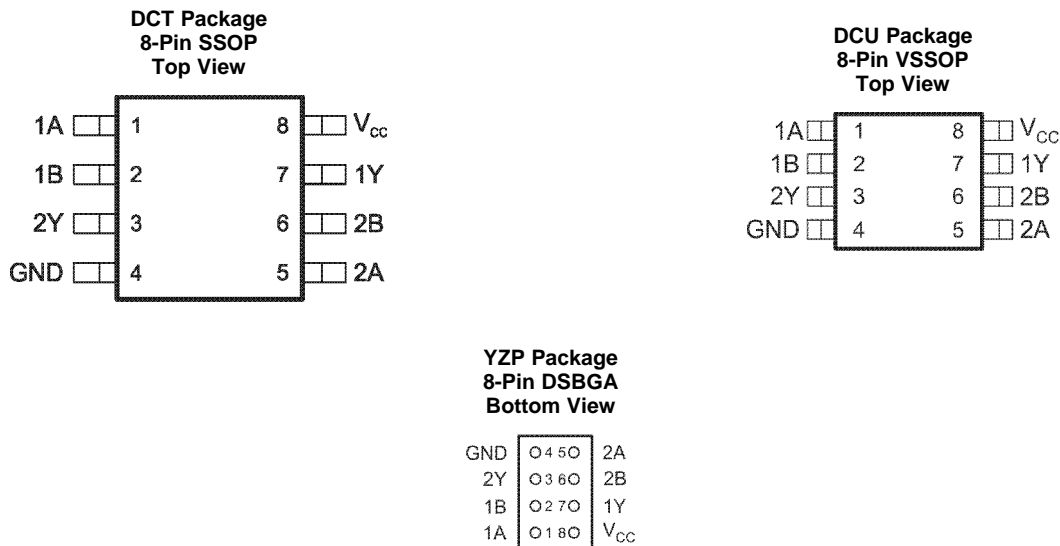 DCT Package
8-Pin SSOP
Top View
1A 1 8 VCC
1B 2 7 1Y
2Y 3 6 2B
GND 4 5 2A
DCU Package
8-Pin VSSOP
Top View
1A 1 8 VCC
1B 2 7 1Y
2Y 3 6 2B
GND 4 5 2A
YZP Package
8-Pin DSBGA
Bottom View
GND 4 5 2A
2Y 3 6 2B
1B 2 7 1Y
1A 1 8 VCC